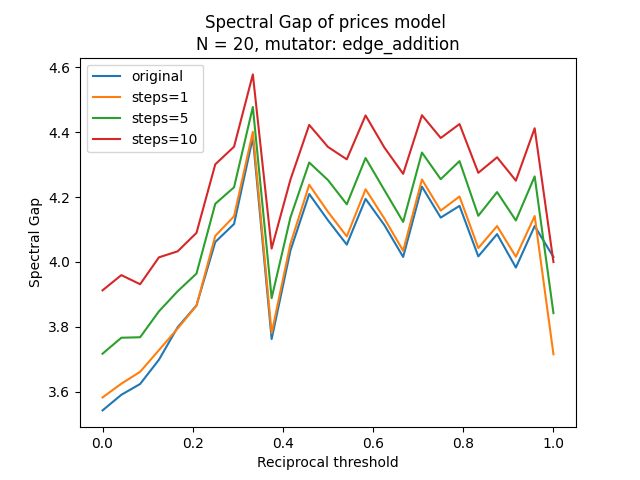 Spectral Gap of prices model
N = 20, mutator: edge_addition
original
steps=1
steps=5
steps=10
Spectral Gap
4.6
4.4
4.2
4.0
3.8
3.6
0.0 0.2 0.4 0.6 0.8 1.0
Reciprocal threshold